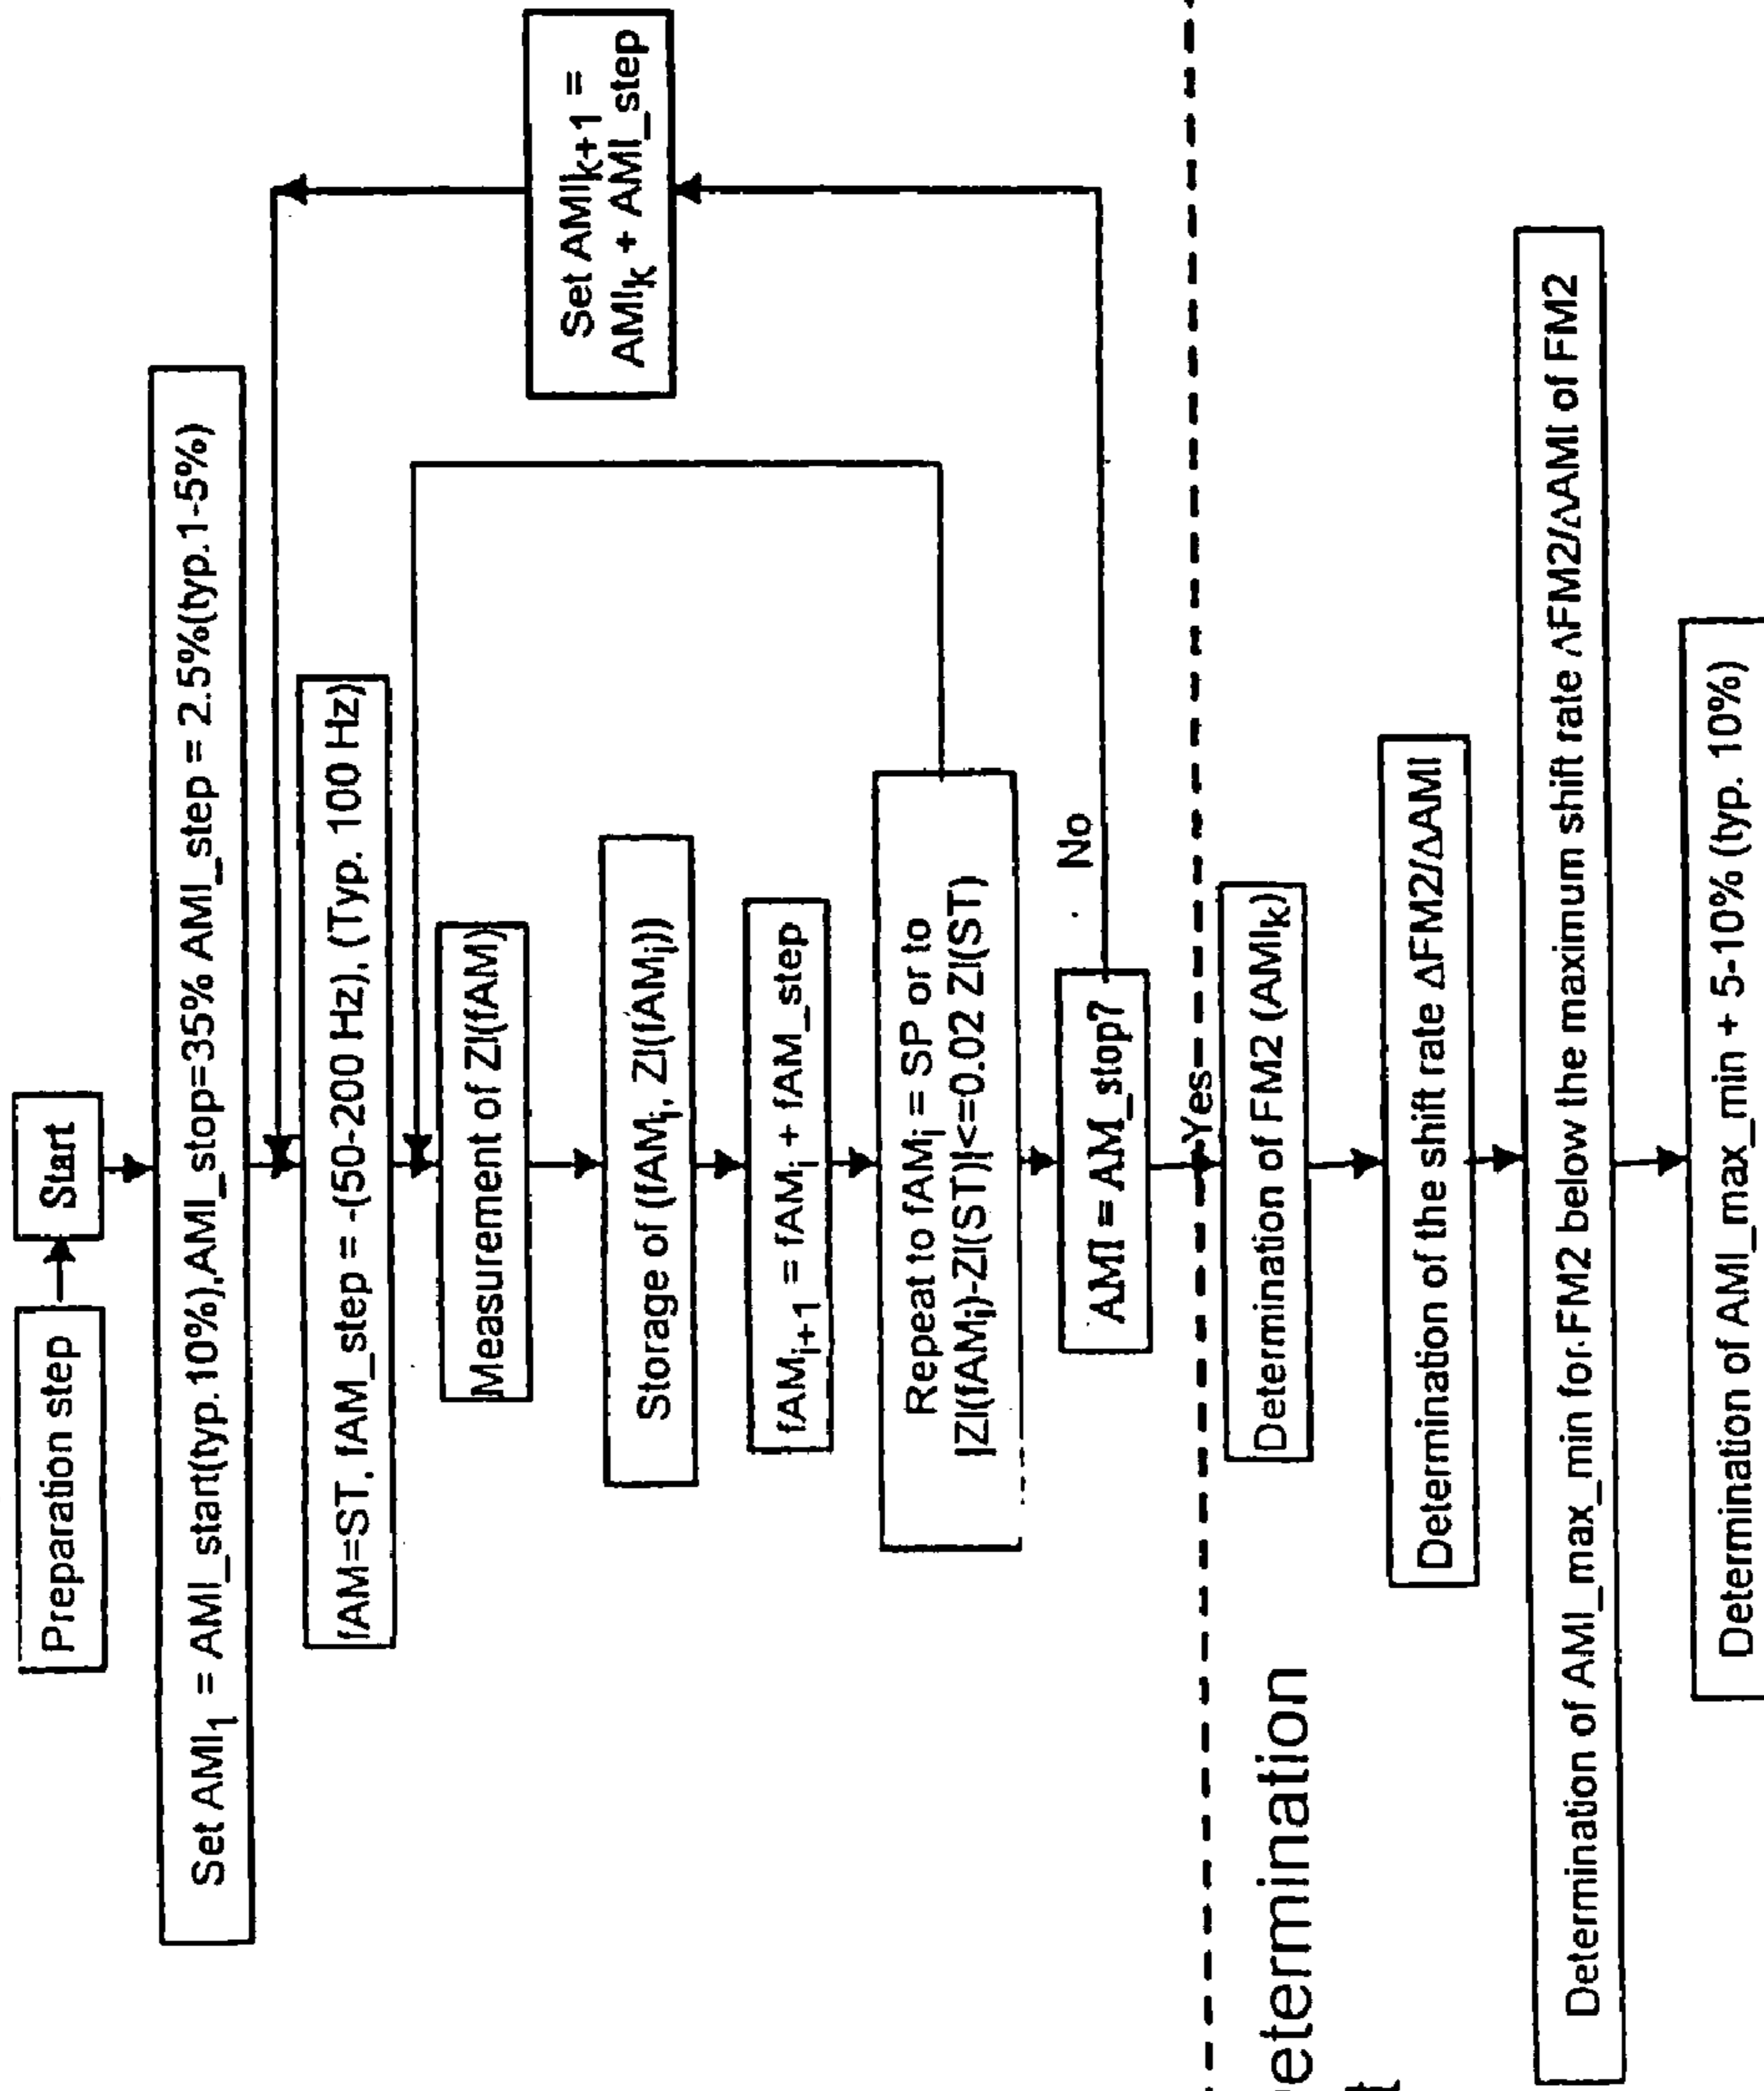 Preparation step
Start
Set AMI₁ = AMI_start(typ.10%),AMI_stop=35% AMI_step = 2.5%(typ.1-5%)
fAM=ST, fAM_step = -(50-200 Hz), (Typ. 100 Hz)
Measurement of ZI(fAM)
Storage of (fAMᵢ, ZI(fAMᵢ))
fAMᵢ₊₁ = fAMᵢ + fAM_step
Repeat to fAMᵢ = SP or to
|ZI(fAMᵢ)-ZI(ST)|<=0.02 ZI(ST)
AMI = AM_stop?
No
Set AMIₖ₊₁ =
AMIₖ + AMI_step
Yes
Determination of FM2 (AMIₖ)
Determination of the shift rate ΔFM2/ΔAMI
Determination of AMI_max_min for FM2 below the maximum shift rate ΔFM2/ΔAMI of FM2
Determination of AMI_max_min + 5-10% (typ. 10%)
etermination